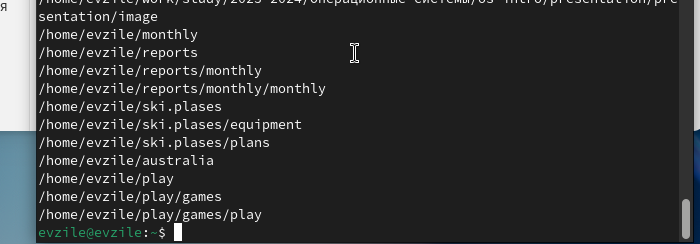 я
/home/evzile/work/study/2023-2024/операционные системы/os-intro/presentation/pre
sentation/image
/home/evzile/monthly
/home/evzile/reports
/home/evzile/reports/monthly
/home/evzile/reports/monthly/monthly
/home/evzile/ski.plases
/home/evzile/ski.plases/equipment
/home/evzile/ski.plases/plans
/home/evzile/australia
/home/evzile/play
/home/evzile/play/games
/home/evzile/play/games/play
evzile@evzile:~$